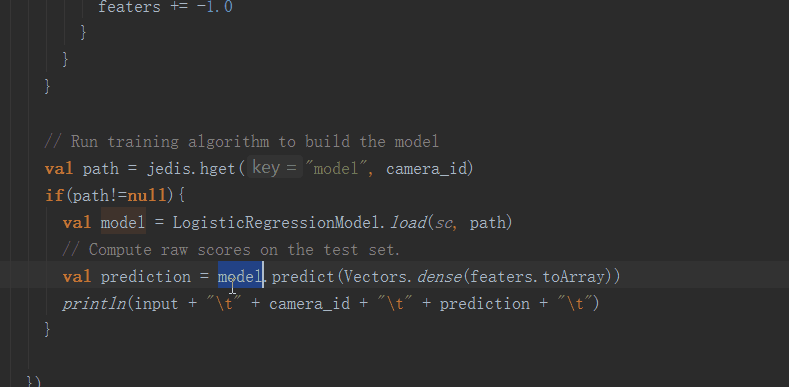 featers += -1.0
}
}
}
// Run training algorithm to build the model
val path = jedis.hget( key = "model", camera_id)
if(path!=null){
val model = LogisticRegressionModel.load(sc, path)
// Compute raw scores on the test set.
val prediction = model.predict(Vectors.dense(featers.toArray))
println(input + "\t" + camera_id + "\t" + prediction + "\t")
}
})